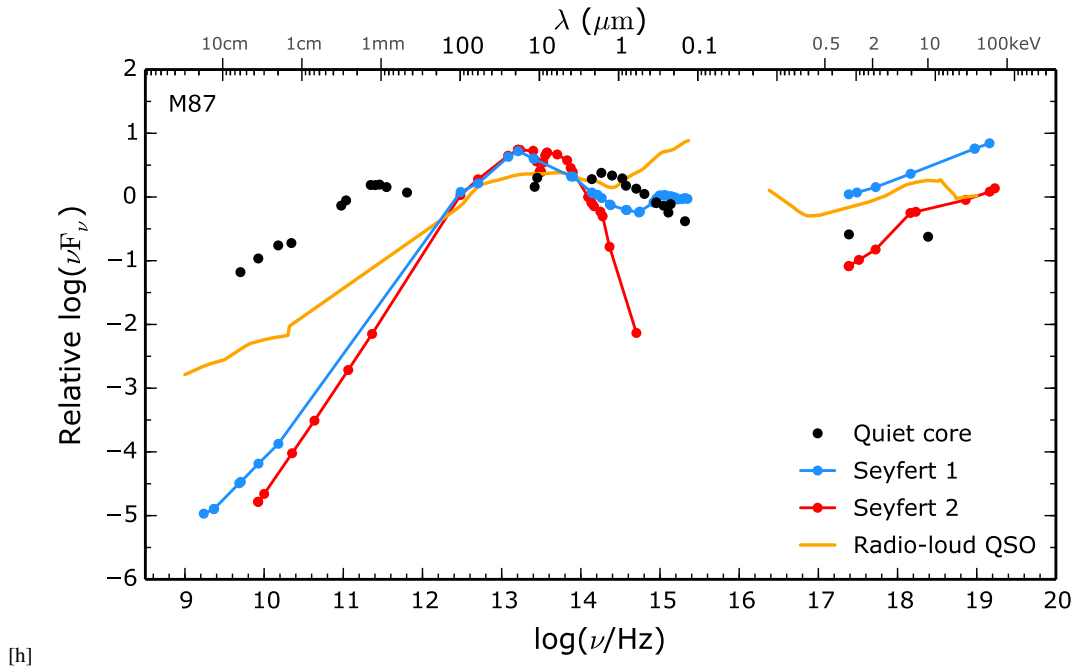 λ (μm)
10cm 1cm 1mm 100 10 1 0.1 0.5 2 10 100keV
M87
Relative log(νFν)
2
1
0
−1
−2
−3
−4
−5
−6
Quiet core
Seyfert 1
Seyfert 2
Radio-loud QSO
9 10 11 12 13 14 15 16 17 18 19 20
log(ν/Hz)
[h]